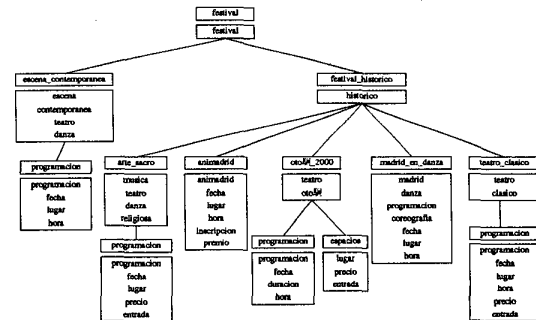 festival
festival
escena_contemporanea
escena
contemporanea
teatro
danza
programacion
programacion
fecha
lugar
hora
festival_historico
historico
arte_sacro
musica
teatro
danza
religiosa
programacion
programacion
fecha
lugar
precio
entrada
animadrid
animadrid
fecha
lugar
hora
inscripcion
premio
teatro
programacion
programacion
fecha
duracion
hora
espacios
lugar
precio
entrada
madrid_en_danza
madrid
danza
programacion
coreografia
fecha
lugar
hora
teatro_clasico
teatro
clasico
programacion
programacion
fecha
lugar
hora
precio
entrada